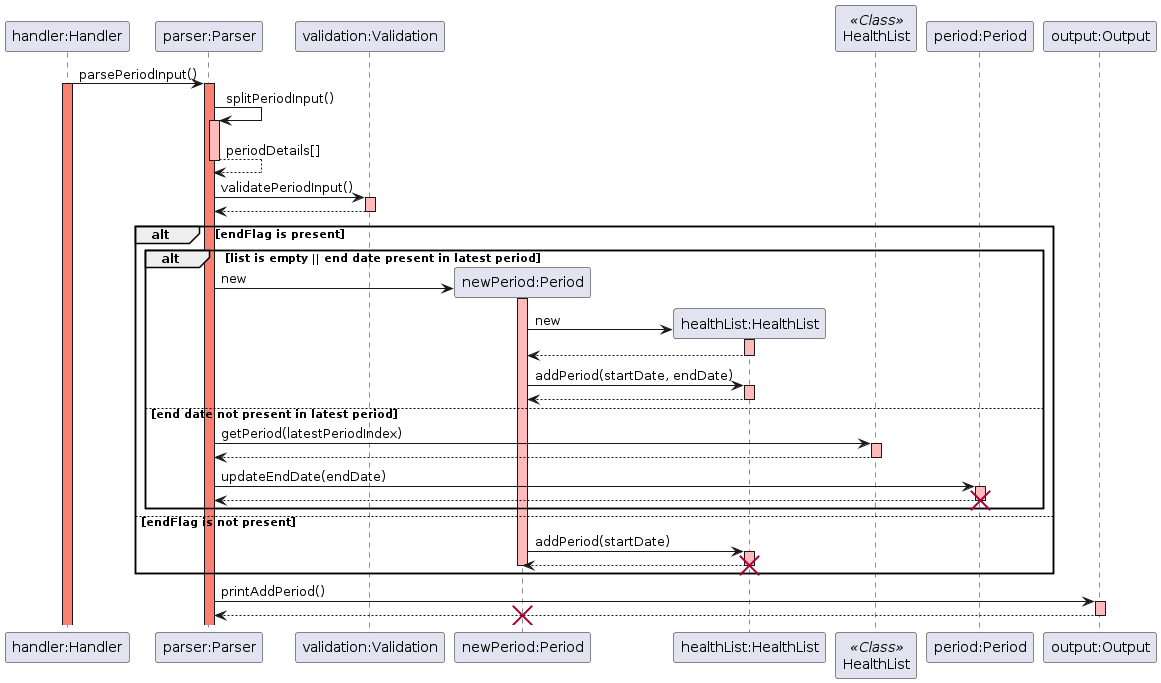 «Class»
handler:Handler
parser:Parser
validation:Validation
HealthList
period:Period
output:Output
parsePeriodInput()
splitPeriodInput()
periodDetails[]
validatePeriodInput()
alt
[endFlag is present]
alt
[list is empty || end date present in latest period]
new
newPeriod:Period
new
healthList:HealthList
addPeriod(startDate, endDate)
[end date not present in latest period]
getPeriod(latestPeriodIndex)
updateEndDate(endDate)
[endFlag is not present]
addPeriod(startDate)
printAddPeriod()
handler:Handler
parser:Parser
validation:Validation
newPeriod:Period
healthList:HealthList
«Class»
HealthList
period:Period
output:Output